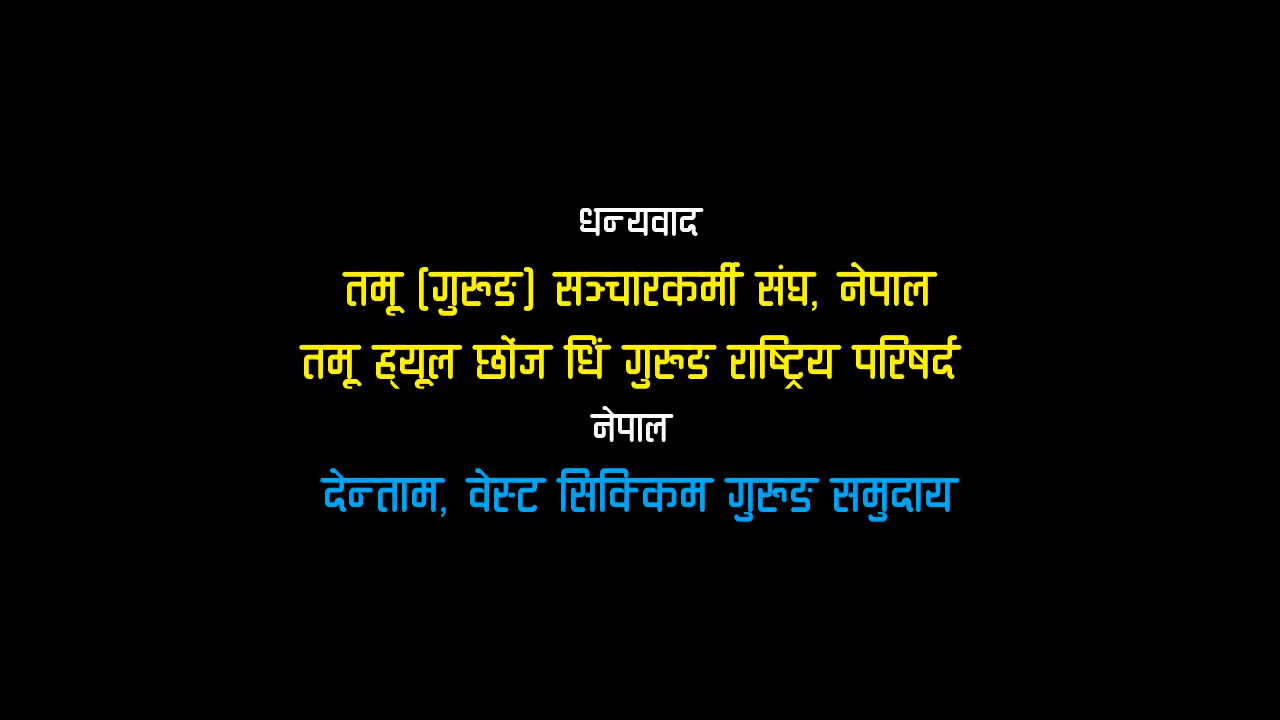 धन्यवाद
तमू (गुरुङ) सञ्चारकर्मी संघ, नेपाल
तमू ह्यूल छोंज धिं गुरुङ राष्ट्रिय परिषर्द
नेपाल
देन्ताम, वेस्ट सिक्किम गुरुङ समुदाय